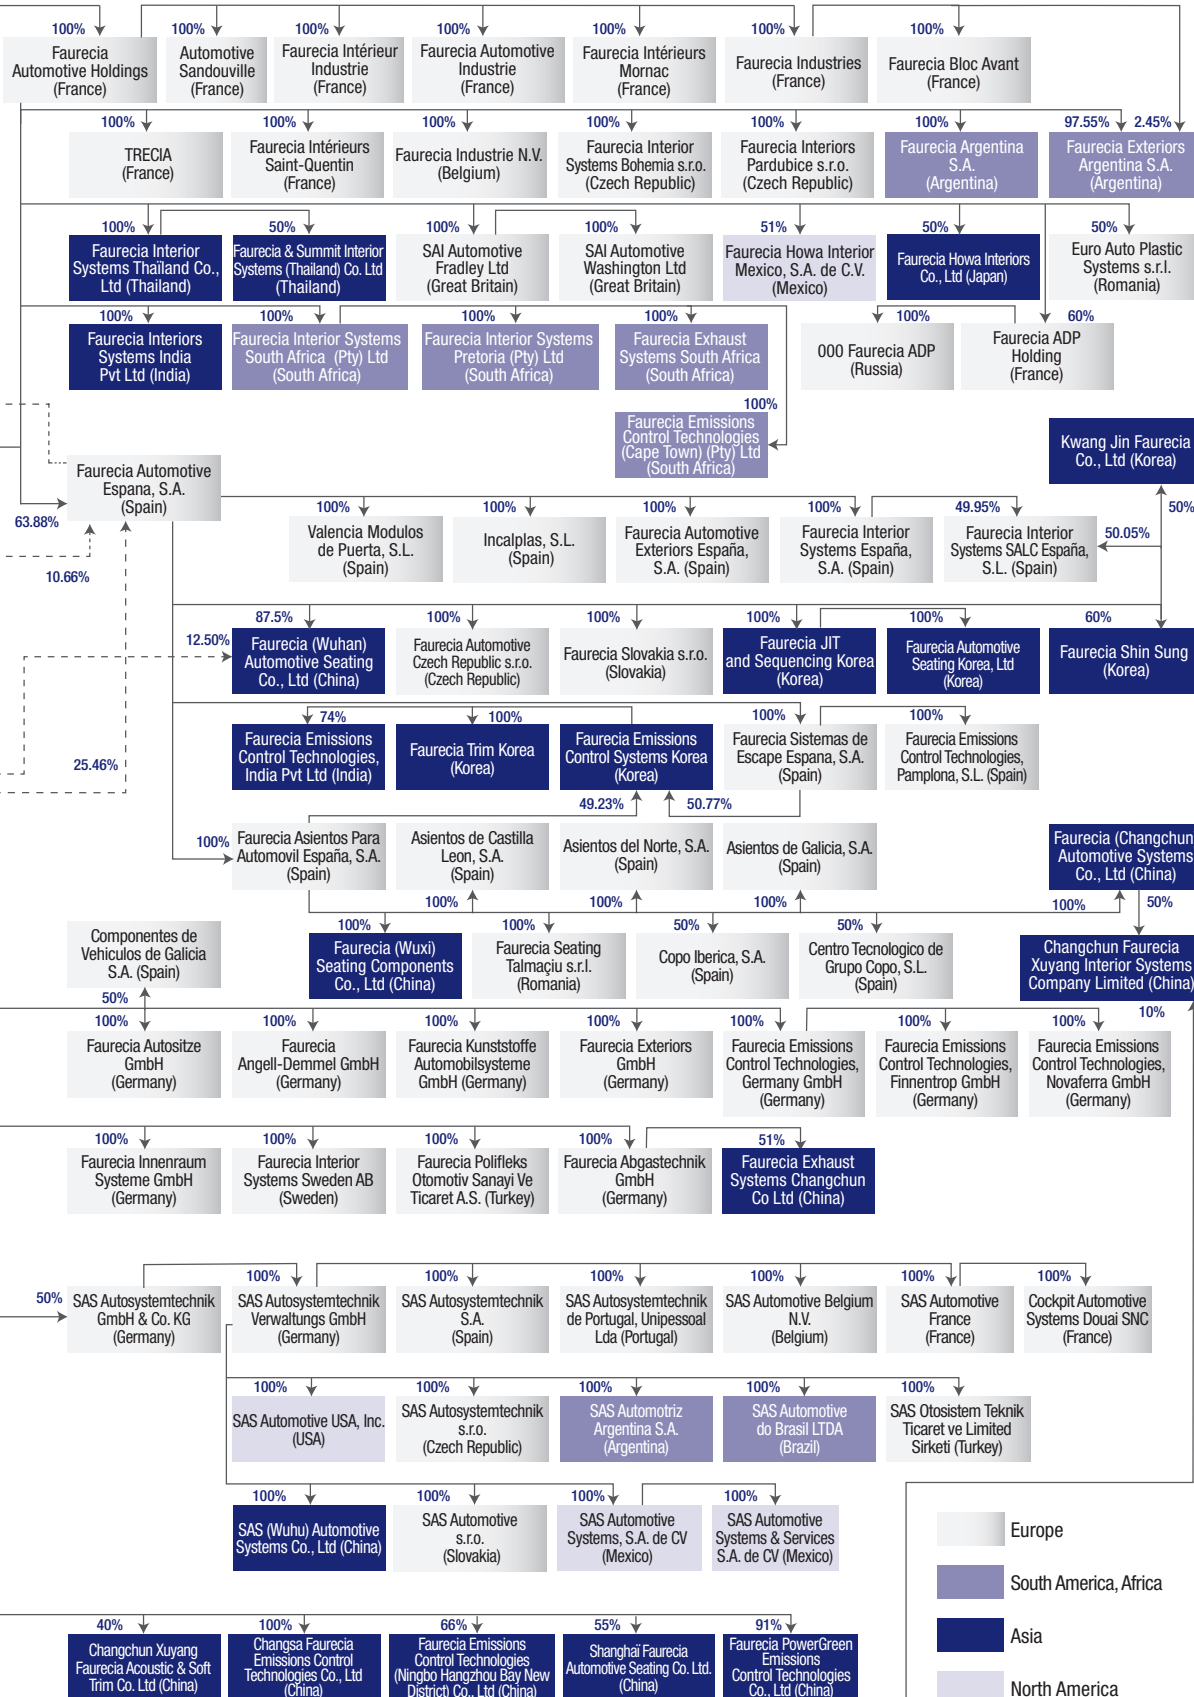 100% 100% 100% 100% 100% 100% 100%
Faurecia
Automotive Holdings
(France)
Automotive
Sandouville
(France)
Faurecia Intérieur
Industrie
(France)
Faurecia Automotive
Industrie
(France)
Faurecia Intérieurs
Mornac
(France)
Faurecia Industries
(France)
Faurecia Bloc Avant
(France)
100% 100% 100% 100% 100% 100% 97.55% 2.45%
TRECIA
(France)
Faurecia Intérieurs
Saint-Quentin
(France)
Faurecia Industrie N.V.
(Belgium)
Faurecia Interior
Systems Bohemia s.r.o.
(Czech Republic)
Faurecia Interiors
Pardubice s.r.o.
(Czech Republic)
Faurecia Argentina
S.A.
(Argentina)
Faurecia Exteriors
Argentina S.A.
(Argentina)
100% 50% 100% 100% 51% 50% 50%
Faurecia Interior
Systems Thaïland Co.,
Ltd (Thailand)
Faurecia & Summit Interior
Systems (Thailand) Co. Ltd
(Thailand)
SAI Automotive
Fradley Ltd
(Great Britain)
SAI Automotive
Washington Ltd
(Great Britain)
Faurecia Howa Interior
Mexico, S.A. de C.V.
(Mexico)
Faurecia Howa Interiors
Co., Ltd (Japan)
Euro Auto Plastic
Systems s.r.l.
(Romania)
100% 100% 100% 100% 100% 60%
Faurecia Interiors
Systems India
Pvt Ltd (India)
Faurecia Interior Systems
South Africa (Pty) Ltd
(South Africa)
Faurecia Interior Systems
Pretoria (Pty) Ltd
(South Africa)
Faurecia Exhaust
Systems South Africa
(South Africa)
000 Faurecia ADP
(Russia)
Faurecia ADP
Holding
(France)
100%
Faurecia Emissions
Control Technologies
(Cape Town) (Pty) Ltd
(South Africa)
Kwang Jin Faurecia
Co., Ltd (Korea)
Faurecia Automotive
Espana, S.A.
(Spain)
63.88%
10.66%
100% 100% 100% 100% 49.95% 50%
50.05%
Valencia Modulos
de Puerta, S.L.
(Spain)
Incalplas, S.L.
(Spain)
Faurecia Automotive
Exteriors España,
S.A. (Spain)
Faurecia Interior
Systems España,
S.A. (Spain)
Faurecia Interior
Systems SALC España,
S.L. (Spain)
12.50%
87.5% 100% 100% 100% 100% 60%
Faurecia (Wuhan)
Automotive Seating
Co., Ltd (China)
Faurecia Automotive
Czech Republic s.r.o.
(Czech Republic)
Faurecia Slovakia s.r.o.
(Slovakia)
Faurecia JIT
and Sequencing Korea
(Korea)
Faurecia Automotive
Seating Korea, Ltd
(Korea)
Faurecia Shin Sung
(Korea)
25.46%
74% 100% 100% 100%
Faurecia Emissions
Control Technologies,
India Pvt Ltd (India)
Faurecia Trim Korea
(Korea)
Faurecia Emissions
Control Systems Korea
(Korea)
Faurecia Sistemas de
Escape Espana, S.A.
(Spain)
Faurecia Emissions
Control Technologies,
Pamplona, S.L. (Spain)
49.23% 50.77%
100%
Faurecia Asientos Para
Automovil España, S.A.
(Spain)
Asientos de Castilla
Leon, S.A.
(Spain)
Asientos del Norte, S.A.
(Spain)
Asientos de Galicia, S.A.
(Spain)
Faurecia (Changchun
Automotive Systems
Co., Ltd (China)
100% 100% 100% 100% 50%
100% 100% 50% 50%
Componentes de
Vehiculos de Galicia
S.A. (Spain)
Faurecia (Wuxi)
Seating Components
Co., Ltd (China)
Faurecia Seating
Talmaçiu s.r.l.
(Romania)
Copo Iberica, S.A.
(Spain)
Centro Tecnologico de
Grupo Copo, S.L.
(Spain)
Changchun Faurecia
Xuyang Interior Systems
Company Limited (China)
50%
10%
100% 100% 100% 100% 100% 100% 100%
Faurecia Autositze
GmbH
(Germany)
Faurecia
Angell-Demmel GmbH
(Germany)
Faurecia Kunststoffe
Automobilsysteme
GmbH (Germany)
Faurecia Exteriors
GmbH
(Germany)
Faurecia Emissions
Control Technologies,
Germany GmbH
(Germany)
Faurecia Emissions
Control Technologies,
Finnentrop GmbH
(Germany)
Faurecia Emissions
Control Technologies,
Novaferra GmbH
(Germany)
100% 100% 100% 100% 51%
Faurecia Innenraum
Systeme GmbH
(Germany)
Faurecia Interior
Systems Sweden AB
(Sweden)
Faurecia Polifleks
Otomotiv Sanayi Ve
Ticaret A.S. (Turkey)
Faurecia Abgastechnik
GmbH
(Germany)
Faurecia Exhaust
Systems Changchun
Co Ltd (China)
50%
100% 100% 100% 100% 100% 100%
SAS Autosystemtechnik
GmbH & Co. KG
(Germany)
SAS Autosystemtechnik
Verwaltungs GmbH
(Germany)
SAS Autosystemtechnik
S.A.
(Spain)
SAS Autosystemtechnik
de Portugal, Unipessoal
Lda (Portugal)
SAS Automotive Belgium
N.V.
(Belgium)
SAS Automotive
France
(France)
Cockpit Automotive
Systems Douai SNC
(France)
100% 100% 100% 100% 100%
SAS Automotive USA, Inc.
(USA)
SAS Autosystemtechnik
s.r.o.
(Czech Republic)
SAS Automotriz
Argentina S.A.
(Argentina)
SAS Automotive
do Brasil LTDA
(Brazil)
SAS Otosistem Teknik
Ticaret ve Limited
Sirketi (Turkey)
100% 100% 100% 100%
SAS (Wuhu) Automotive
Systems Co., Ltd (China)
SAS Automotive
s.r.o.
(Slovakia)
SAS Automotive
Systems, S.A. de CV
(Mexico)
SAS Automotive
Systems & Services
S.A. de CV (Mexico)
Europe
South America, Africa
Asia
North America
40% 100% 66% 55% 91%
Changchun Xuyang
Faurecia Acoustic & Soft
Trim Co. Ltd (China)
Changsa Faurecia
Emissions Control
Technologies Co., Ltd
(China)
Faurecia Emissions
Control Technologies
(Ningbo Hangzhou Bay New
District) Co., Ltd (China)
Shanghaï Faurecia
Automotive Seating Co. Ltd.
(China)
Faurecia PowerGreen
Emissions
Control Technologies
Co., Ltd (China)